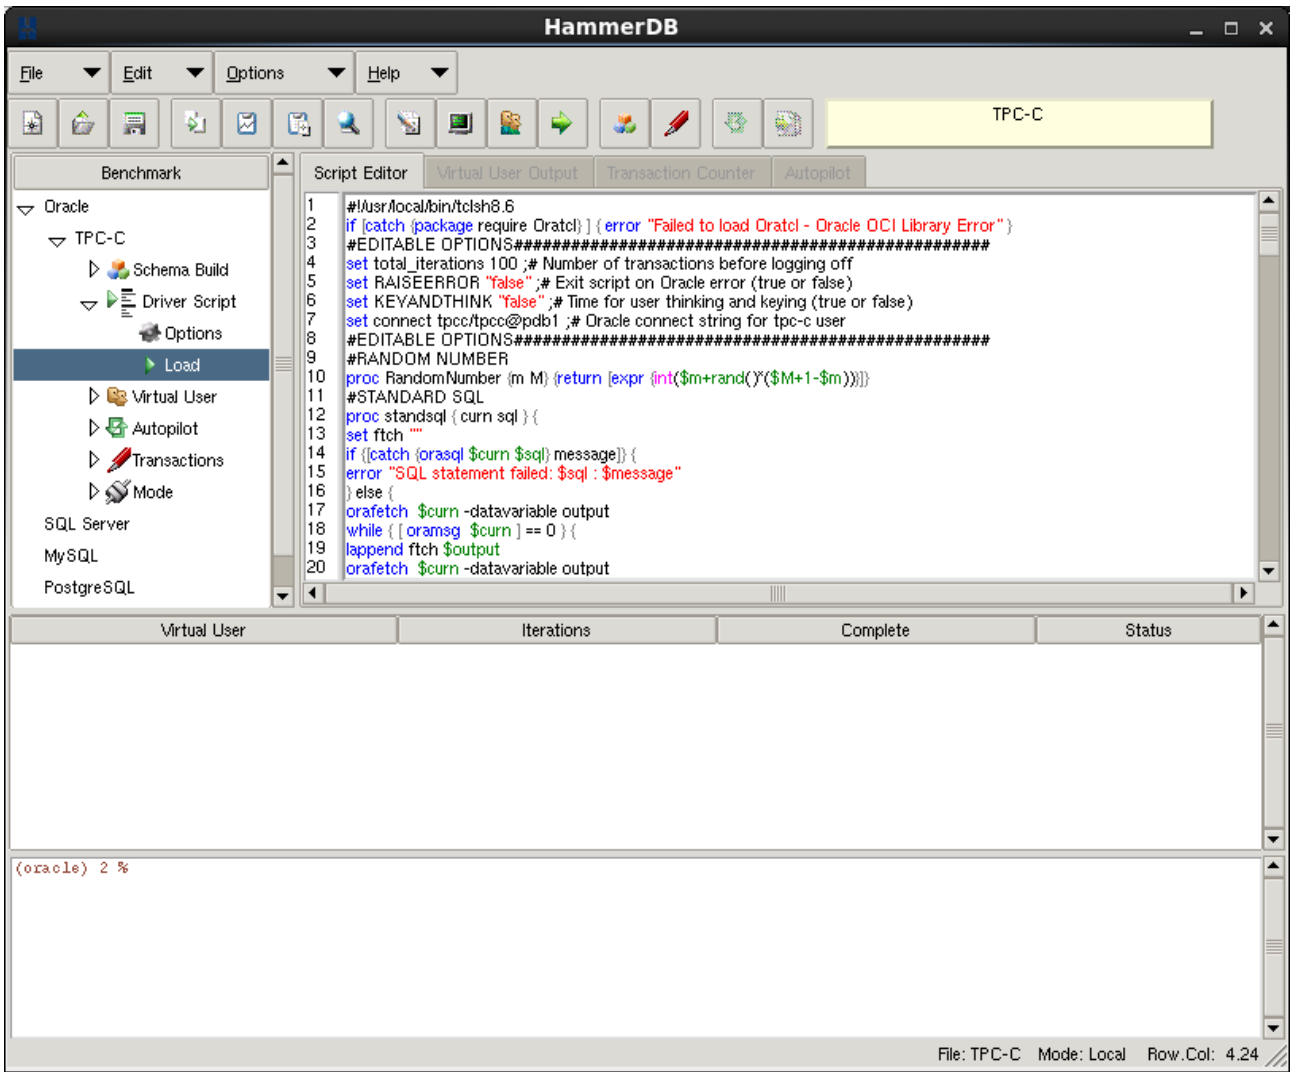 HammerDB
File Edit Options Help
TPC-C
Benchmark
Oracle
TPC-C
Schema Build
Driver Script
Options
Load
Virtual User
Autopilot
Transactions
Mode
SQL Server
MySQL
PostgreSQL
Script Editor Virtual User Output Transaction Counter Autopilot
1 #!/usr/local/bin/tclsh8.6
2 if [catch {package require Oratcl} ] { error "Failed to load Oratcl - Oracle OCI Library Error" }
3 #EDITABLE OPTIONS##################################################
4 set total_iterations 100 ;# Number of transactions before logging off
5 set RAISEERROR "false" ;# Exit script on Oracle error (true or false)
6 set KEYANDTHINK "false" ;# Time for user thinking and keying (true or false)
7 set connect tpcc/tpcc@pdb1 ;# Oracle connect string for tpc-c user
8 #EDITABLE OPTIONS##################################################
9 #RANDOM NUMBER
10 proc RandomNumber {m M} {return [expr {int($m+rand()*($M+1-$m))}]}
11 #STANDARD SQL
12 proc standsql { curn sql } {
13 set ftch ""
14 if {[catch {orasql $curn $sql} message]} {
15 error "SQL statement failed: $sql : $message"
16 } else {
17 orafetch $curn -datavariable output
18 while { [ oramsg $curn ] == 0 } {
19 lappend ftch $output
20 orafetch $curn -datavariable output
Virtual User Iterations Complete Status
(oracle) 2 %
File: TPC-C Mode: Local Row.Col: 4.24